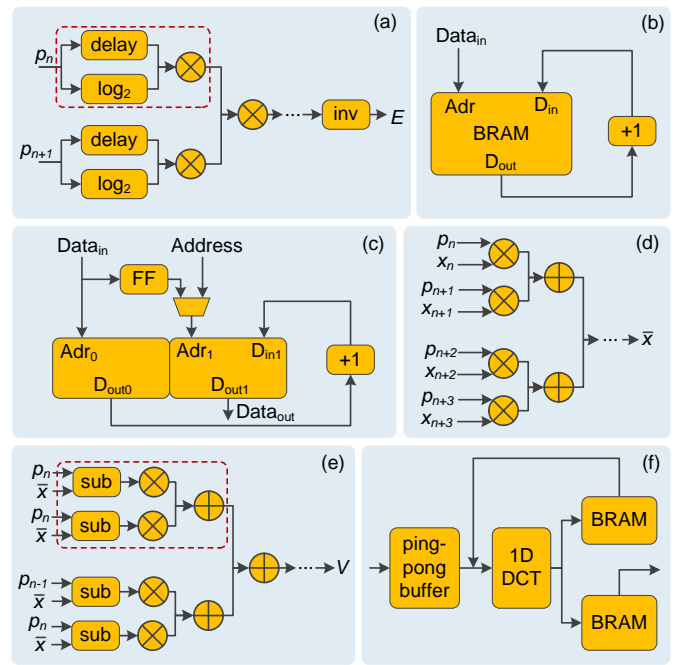 (a)
pₙ
delay
log₂
pₙ₊₁
delay
log₂
... inv E
(b)
Dataᵢₙ
Adr Dᵢₙ
BRAM
Dₒᵤₜ
+1
(c)
Dataᵢₙ Address
FF
Adr₀ Adr₁ Dᵢₙ₁
Dₒᵤₜ₀ Dₒᵤₜ₁
+1
Dataₒᵤₜ
(d)
pₙ
xₙ
pₙ₊₁
xₙ₊₁
... x̅
pₙ₊₂
xₙ₊₂
pₙ₊₃
xₙ₊₃
(e)
pₙ
x̅
sub
pₙ
x̅
sub
... V
pₙ₋₁
x̅
sub
pₙ
x̅
sub
(f)
ping-
pong
buffer
1D
DCT
BRAM
BRAM